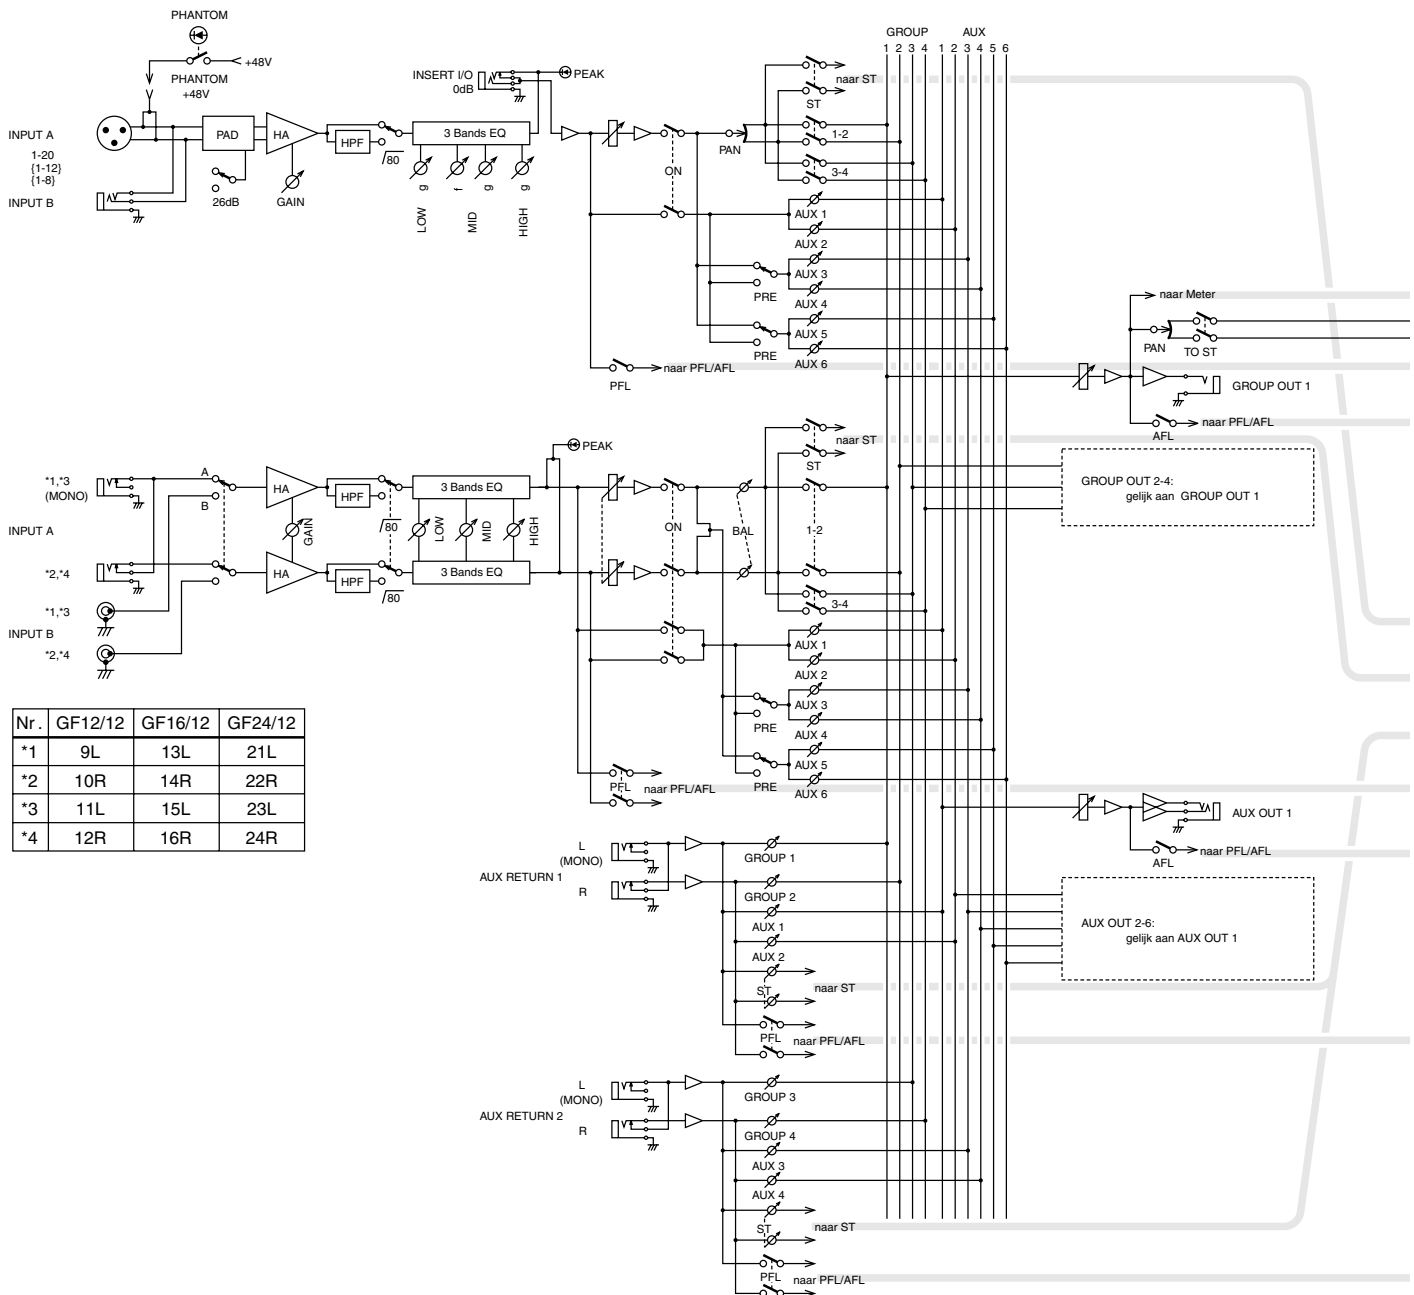 PHANTOM
+48V
PHANTOM
+48V
INPUT A
1-20
{1-12}
{1-8}
INPUT B
PAD
26dB
HA
GAIN
HPF
80
INSERT I/O
0dB
PEAK
3 Bands EQ
g
f
g
g
LOW
MID
HIGH
ON
PAN
naar ST
ST
1-2
3-4
AUX 1
AUX 2
AUX 3
PRE
AUX 4
AUX 5
PRE
AUX 6
PFL
naar PFL/AFL
GROUP
AUX
1 2 3 4 1 2 3 4 5 6
naar Meter
PAN
TO ST
GROUP OUT 1
AFL
naar PFL/AFL
GROUP OUT 2-4:
gelijk aan GROUP OUT 1
*1,*3
(MONO)
INPUT A
*2,*4
*1,*3
INPUT B
*2,*4
A
B
HA
GAIN
HA
HPF
80
HPF
80
3 Bands EQ
LOW
MID
HIGH
3 Bands EQ
PEAK
ON
BAL
naar ST
ST
1-2
3-4
AUX 1
AUX 2
AUX 3
PRE
AUX 4
AUX 5
PRE
AUX 6
PFL
naar PFL/AFL
Nr. GF12/12 GF16/12 GF24/12
*1 9L 13L 21L
*2 10R 14R 22R
*3 11L 15L 23L
*4 12R 16R 24R
AUX OUT 1
AFL
naar PFL/AFL
AUX OUT 2-6:
gelijk aan AUX OUT 1
L
(MONO)
AUX RETURN 1
R
GROUP 1
GROUP 2
AUX 1
AUX 2
ST
naar ST
PFL
naar PFL/AFL
L
(MONO)
AUX RETURN 2
R
GROUP 3
GROUP 4
AUX 3
AUX 4
ST
naar ST
PFL
naar PFL/AFL